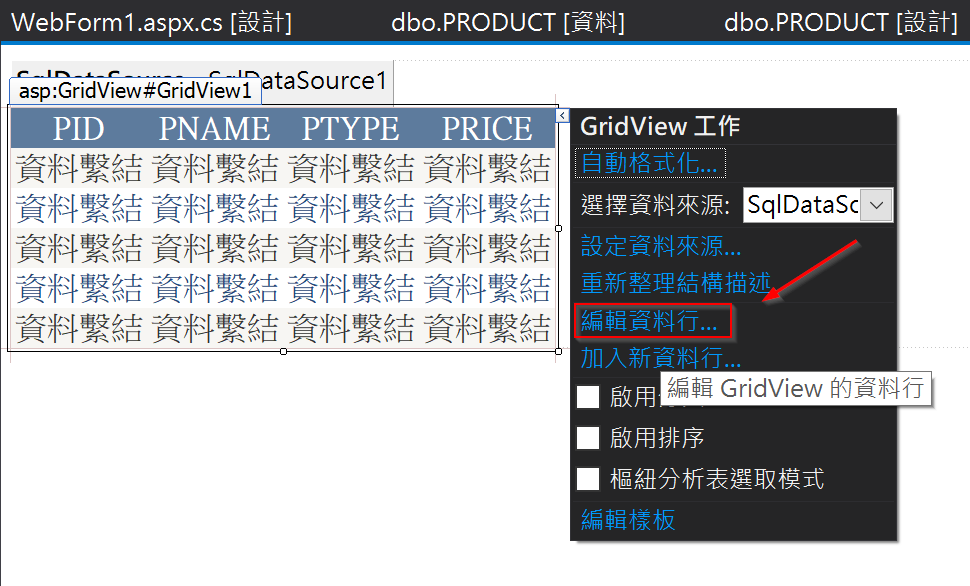 WebForm1.aspx.cs [設計] dbo.PRODUCT [資料] dbo.PRODUCT [設計]
SqlDataSource - SqlDataSource1
asp:GridView#GridView1
PID PNAME PTYPE PRICE
資料繫結 資料繫結 資料繫結 資料繫結
資料繫結 資料繫結 資料繫結 資料繫結
資料繫結 資料繫結 資料繫結 資料繫結
資料繫結 資料繫結 資料繫結 資料繫結
資料繫結 資料繫結 資料繫結 資料繫結
GridView 工作
自動格式化...
選擇資料來源: SqlDataSc
設定資料來源...
重新整理結構描述
編輯資料行...
加入新資料行...
編輯 GridView 的資料行
啟用
啟用排序
樞紐分析表選取模式
編輯樣板